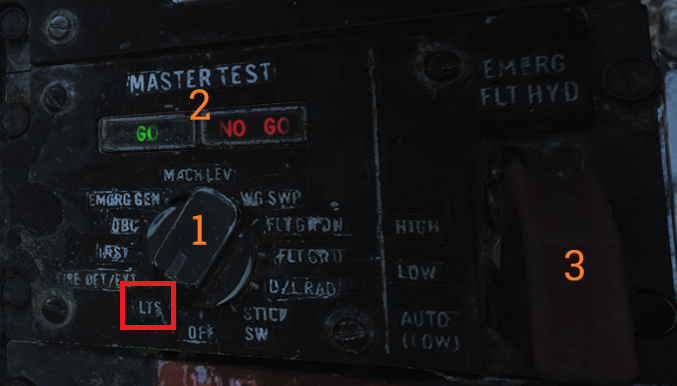 MASTER TEST
2
GO
NO GO
MACH LEV
EMERG GEN
WG SWP
OBC
FLT GR DN
INST
FLT GR UP
FIRE DET/EXT
D/L RAD
LTS
STICK SW
OFF
1
EMERG
FLT HYD
HIGH
LOW
AUTO
(LOW)
3